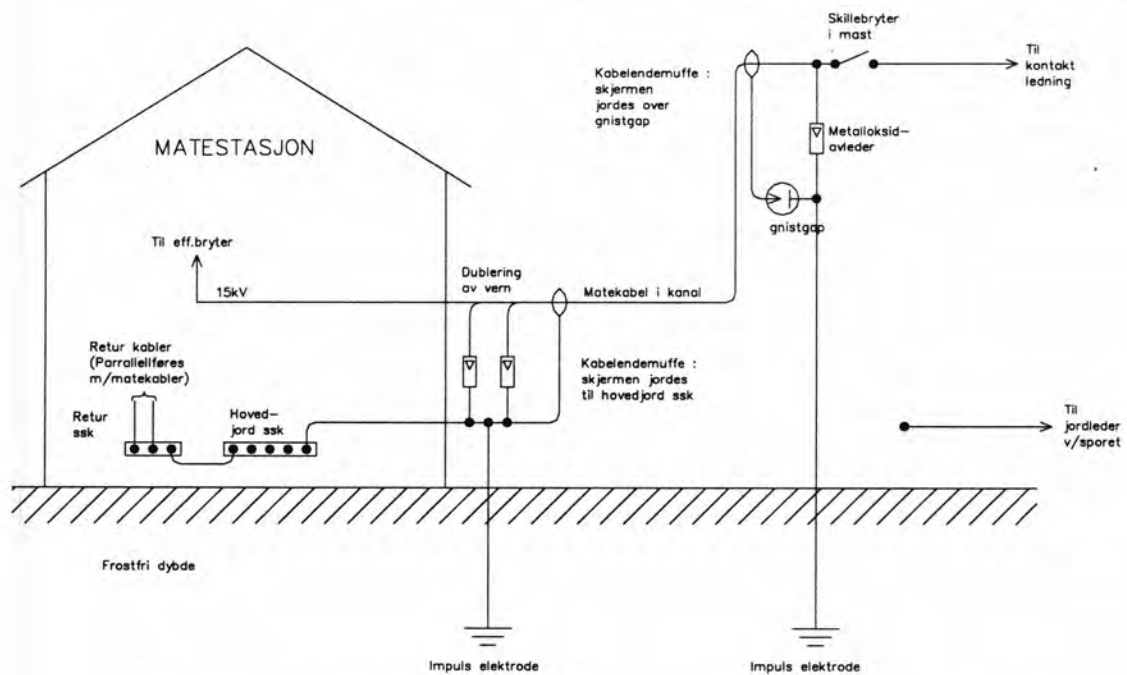 Skillebryter
i mast
Til
kontakt
ledning
Kabelendemuffe :
skjermen
jordes over
gnistgap
Metalloksid-
avleder
MATESTASJON
gnistgap
Til eff.bryter
Dublering
av vern
15kV
Matekabel i kanal
Retur kabler
(Parrallellføres
m/matekabler)
Kabelendemuffe :
skjermen jordes
til hovedjord ssk
Retur
ssk
Hoved-
jord ssk
Til
jordleder
v/sporet
Frostfri dybde
Impuls elektrode
Impuls elektrode